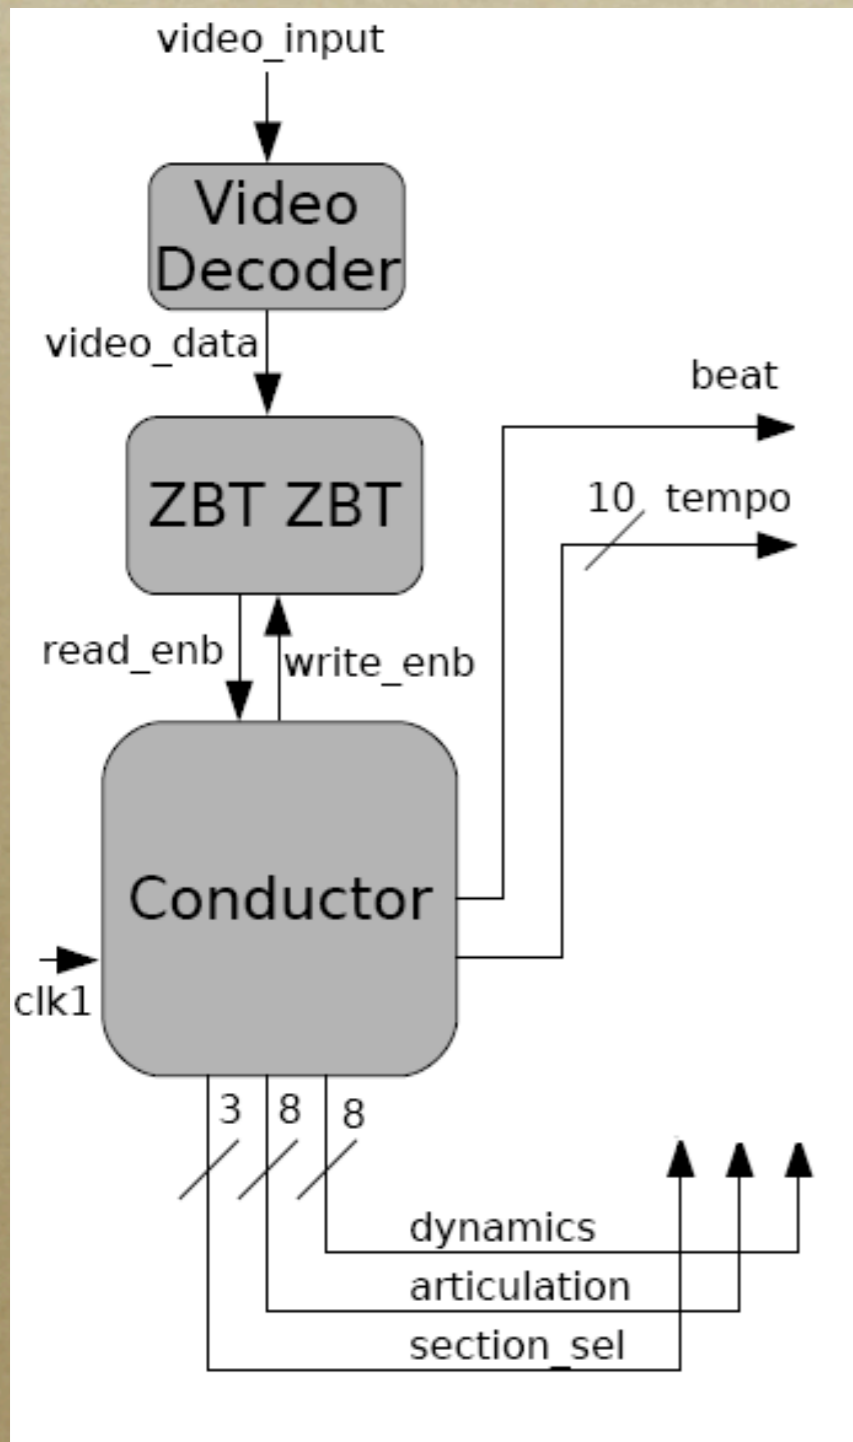 video_input
Video
Decoder
video_data
beat
10 tempo
ZBT ZBT
read_enb
write_enb
Conductor
clk1
3
8
8
dynamics
articulation
section_sel